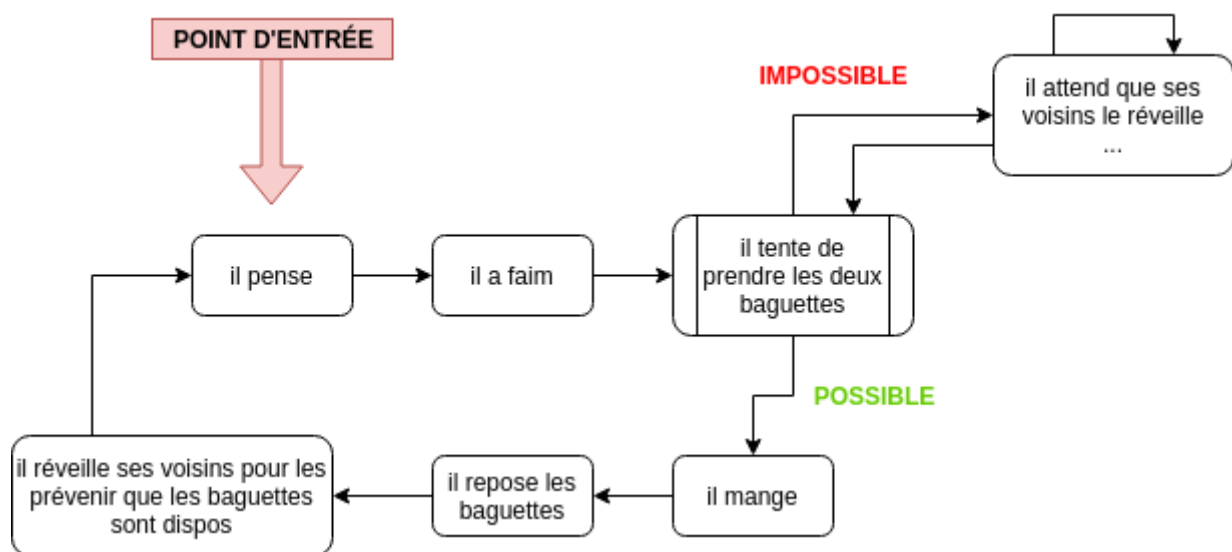 POINT D'ENTRÉE
IMPOSSIBLE
il attend que ses
voisins le réveille
...
il pense
il a faim
il tente de
prendre les deux
baguettes
POSSIBLE
il réveille ses voisins pour les
prévenir que les baguettes
sont dispos
il repose les
baguettes
il mange